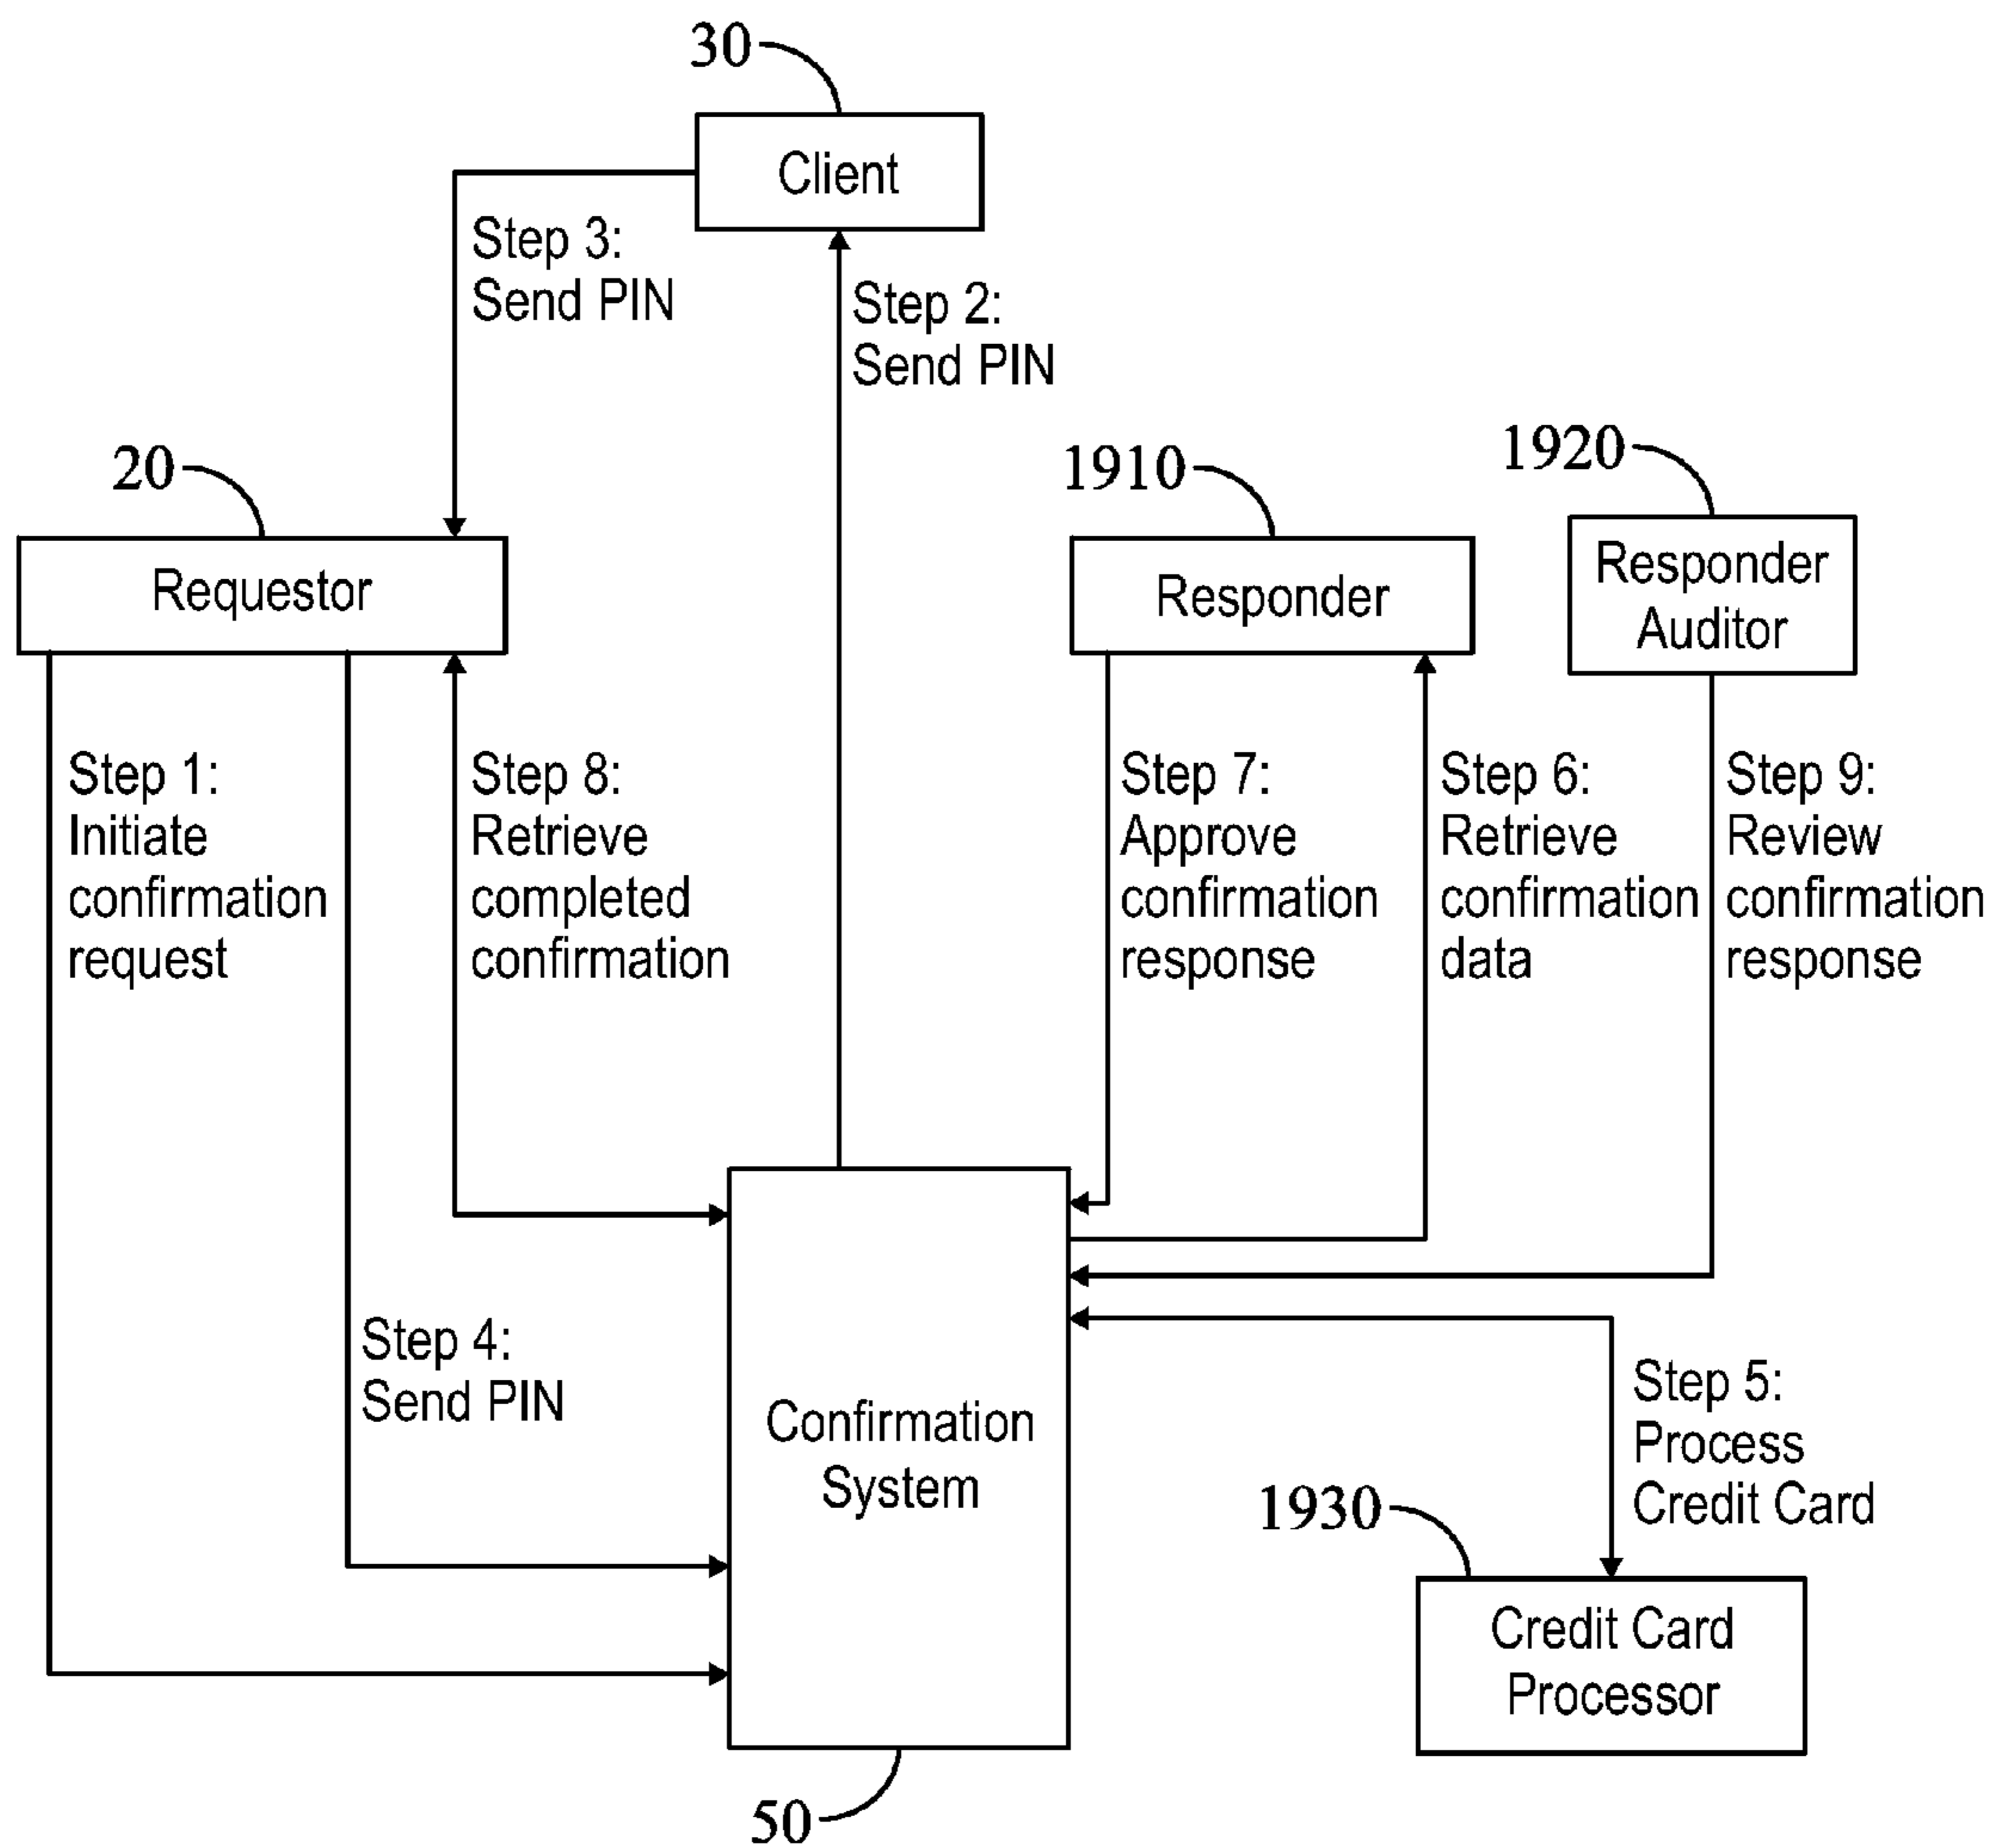 30
Client
Step 3:
Send PIN
Step 2:
Send PIN
20
Requestor
1910
Responder
1920
Responder
Auditor
Step 1:
Initiate
confirmation
request
Step 8:
Retrieve
completed
confirmation
Step 7:
Approve
confirmation
response
Step 6:
Retrieve
confirmation
data
Step 9:
Review
confirmation
response
Step 4:
Send PIN
Confirmation
System
50
Step 5:
Process
Credit Card
1930
Credit Card
Processor